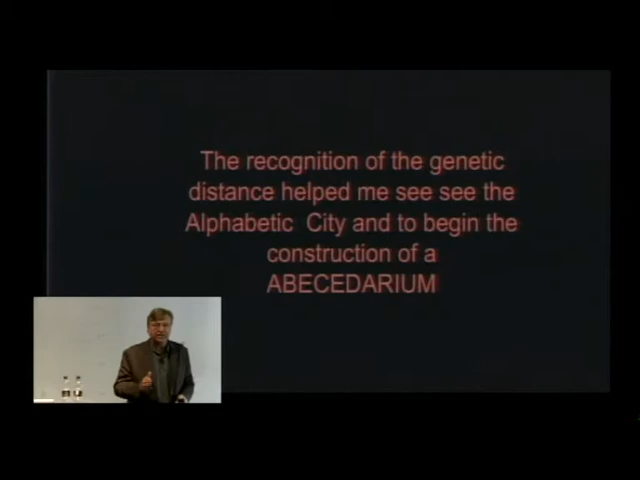 The recognition of the genetic
distance helped me see see the
Alphabetic City and to begin the
construction of a
ABECEDARIUM